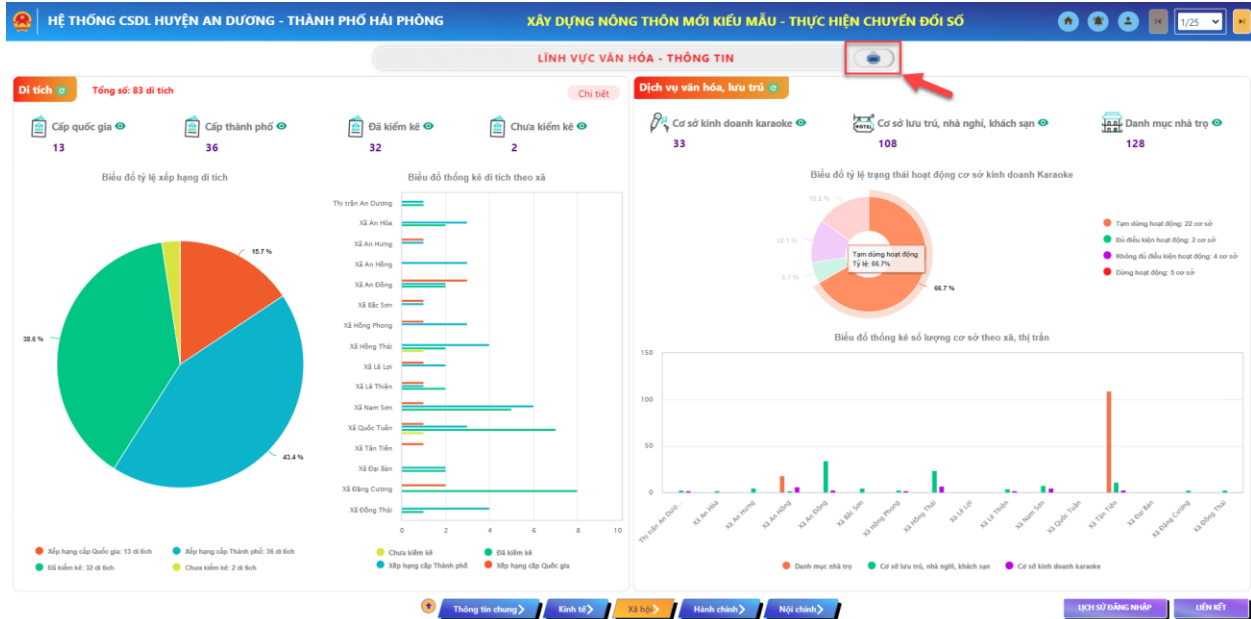 HỆ THỐNG CSDL HUYỆN AN DƯƠNG - THÀNH PHỐ HẢI PHÒNG
XÂY DỰNG NÔNG THÔN MỚI KIỂU MẪU - THỰC HIỆN CHUYỂN ĐỔI SỐ
1/25
LĨNH VỰC VĂN HÓA - THÔNG TIN
Di tích
Tổng số: 83 di tích
Chi tiết
Cấp quốc gia
13
Cấp thành phố
36
Đã kiểm kê
32
Chưa kiểm kê
2
Biểu đồ tỷ lệ xếp hạng di tích
15.7 %
38.6 %
43.4 %
Xếp hạng cấp Quốc gia: 13 di tích
Xếp hạng cấp Thành phố: 36 di tích
Đã kiểm kê: 32 di tích
Chưa kiểm kê: 2 di tích
Biểu đồ thống kê di tích theo xã
Thị trấn An Dương
Xã An Hòa
Xã An Hưng
Xã An Hồng
Xã An Đồng
Xã Bắc Sơn
Xã Hồng Phong
Xã Hồng Thái
Xã Lê Lợi
Xã Lê Thiện
Xã Nam Sơn
Xã Quốc Tuấn
Xã Tân Tiến
Xã Đại Bản
Xã Đặng Cương
Xã Đồng Thái
0 2 4 6 8 10
Chưa kiểm kê
Đã kiểm kê
Xếp hạng cấp Thành phố
Xếp hạng cấp Quốc gia
Dịch vụ văn hóa, lưu trú
Cơ sở kinh doanh karaoke
33
HOTEL
Cơ sở lưu trú, nhà nghỉ, khách sạn
108
Danh mục nhà trọ
128
Biểu đồ tỷ lệ trạng thái hoạt động cơ sở kinh doanh Karaoke
15.2 %
12.1 %
6.1 %
66.7 %
Tạm dừng hoạt động
Tỷ lệ: 66.7%
Tạm dừng hoạt động: 22 cơ sở
Đủ điều kiện hoạt động: 2 cơ sở
Không đủ điều kiện hoạt động: 4 cơ sở
Dừng hoạt động: 5 cơ sở
Biểu đồ thống kê số lượng cơ sở theo xã, thị trấn
150
100
50
0
Thị trấn An Dươ...
Xã An Hòa
Xã An Hưng
Xã An Hồng
Xã An Đồng
Xã Bắc Sơn
Xã Hồng Phong
Xã Hồng Thái
Xã Lê Lợi
Xã Lê Thiện
Xã Nam Sơn
Xã Quốc Tuấn
Xã Tân Tiến
Xã Đại Bản
Xã Đặng Cương
Xã Đồng Thái
Danh mục nhà trọ
Cơ sở lưu trú, nhà nghỉ, khách sạn
Cơ sở kinh doanh karaoke
Thông tin chung
Kinh tế
Xã hội
Hành chính
Nội chính
LỊCH SỬ ĐĂNG NHẬP
LIÊN KẾT